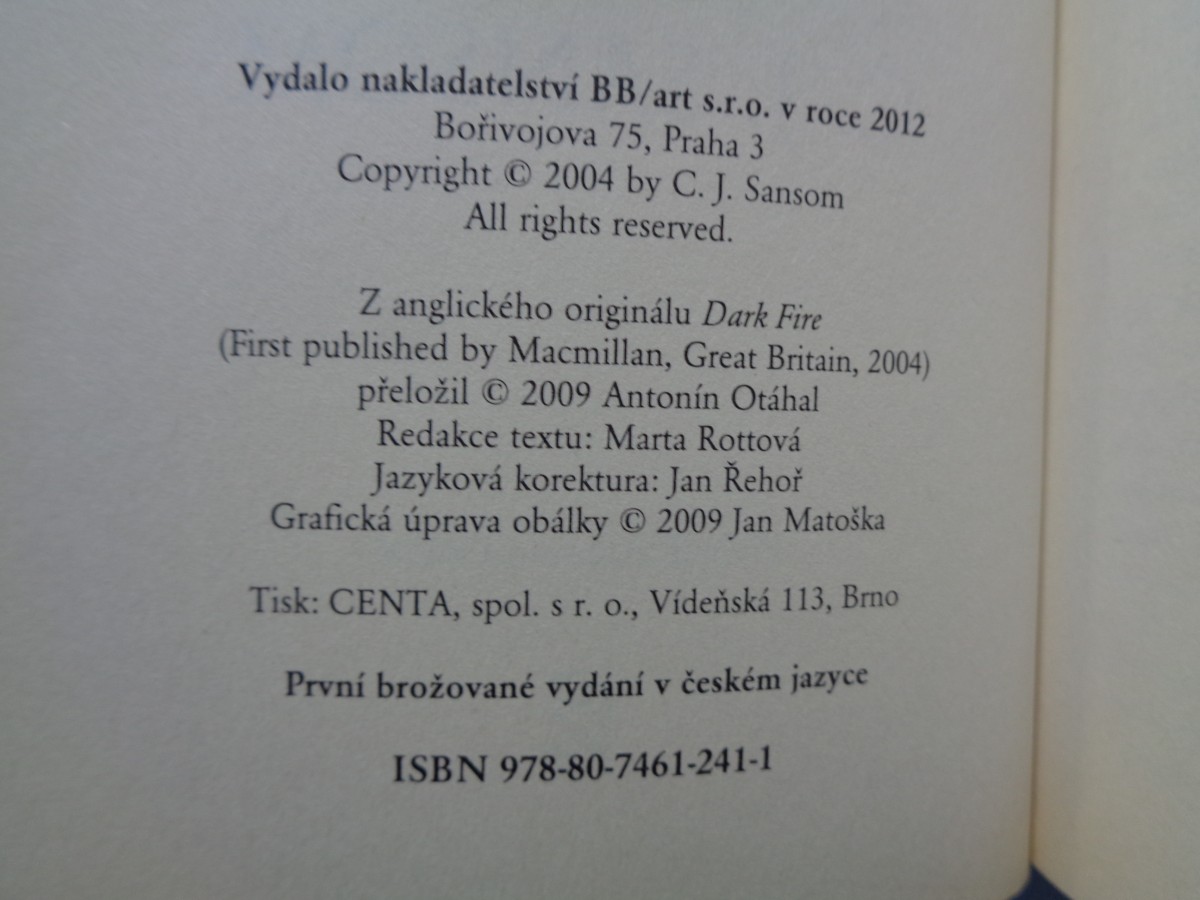 Vydalo nakladatelství BB/art s.r.o. v roce 2012
Bořivojova 75, Praha 3
Copyright © 2004 by C. J. Sansom
All rights reserved.
Z anglického originálu Dark Fire
(First published by Macmillan, Great Britain, 2004)
přeložil © 2009 Antonín Otáhal
Redakce textu: Marta Rottová
Jazyková korektura: Jan Řehoř
Grafická úprava obálky © 2009 Jan Matoška
Tisk: CENTA, spol. s r. o., Vídeňská 113, Brno
První brožované vydání v českém jazyce
ISBN 978-80-7461-241-1